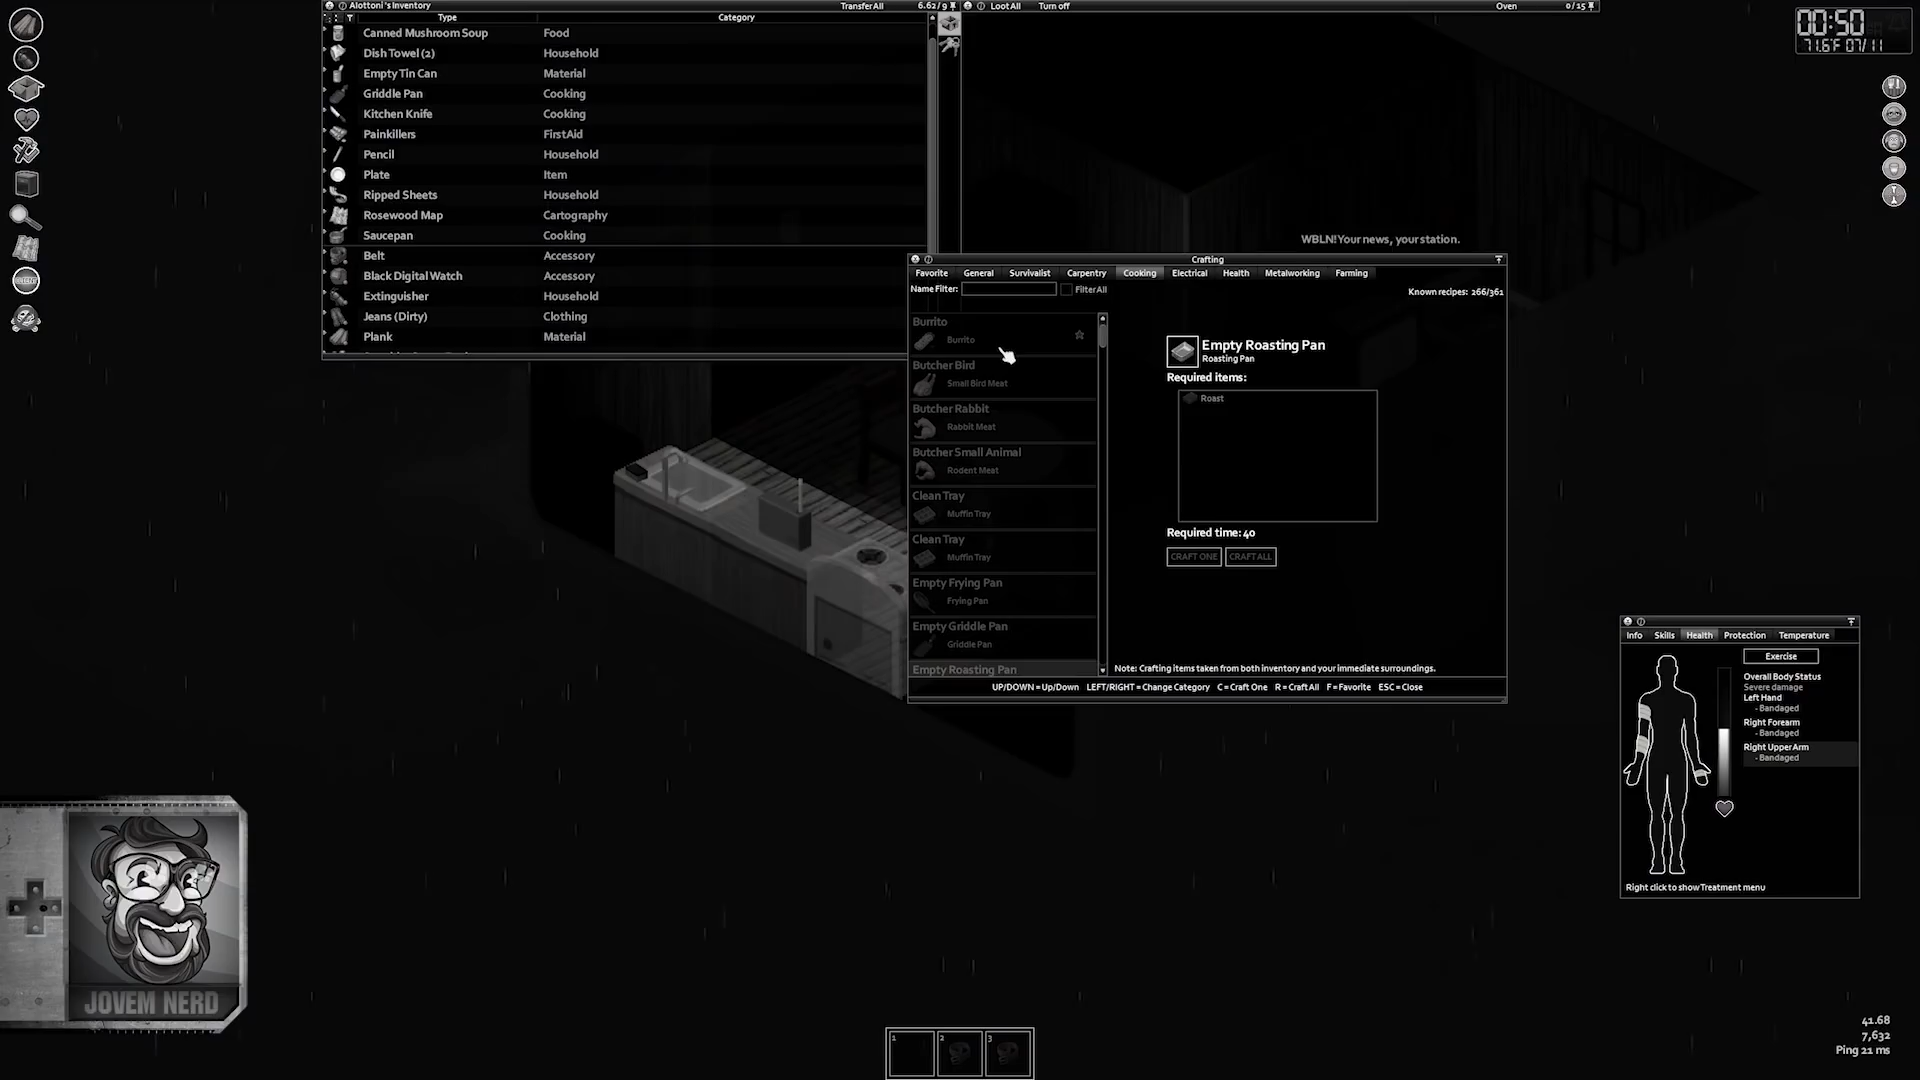 Alottoni 's Inventory
Transfer All
6.62 / 9
Type
Category
Canned Mushroom Soup
Food
Dish Towel (2)
Household
Empty Tin Can
Material
Griddle Pan
Cooking
Kitchen Knife
Cooking
Painkillers
FirstAid
Pencil
Household
Plate
Item
Ripped Sheets
Household
Rosewood Map
Cartography
Saucepan
Cooking
Belt
Accessory
Black Digital Watch
Accessory
Extinguisher
Household
Jeans (Dirty)
Clothing
Plank
Material
Loot All
Turn off
Oven
0 / 15
00:50
71.6°F 07/11
WBLN! Your news, your station.
Crafting
Favorite
General
Survivalist
Carpentry
Cooking
Electrical
Health
Metalworking
Farming
Name Filter:
Filter All
Known recipes: 266/361
Burrito
Burrito
Butcher Bird
Small Bird Meat
Butcher Rabbit
Rabbit Meat
Butcher Small Animal
Rodent Meat
Clean Tray
Muffin Tray
Clean Tray
Muffin Tray
Empty Frying Pan
Frying Pan
Empty Griddle Pan
Griddle Pan
Empty Roasting Pan
Empty Roasting Pan
Roasting Pan
Required items:
Roast
Required time: 40
CRAFT ONE
CRAFT ALL
Note: Crafting items taken from both inventory and your immediate surroundings.
UP/DOWN = Up/Down LEFT/RIGHT = Change Category C = Craft One R = Craft All F = Favorite ESC = Close
Info
Skills
Health
Protection
Temperature
Exercise
Overall Body Status
Severe damage
Left Hand
- Bandaged
Right Forearm
- Bandaged
Right Upper Arm
- Bandaged
Right click to show Treatment menu
JOVEM NERD
1
2
3
41.68
7,632
Ping 21 ms